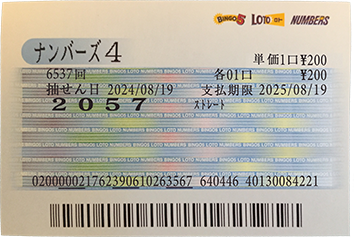 BINGO5 LOTO NUMBERS
ナンバーズ4 単価1口¥200
6537回 各01口 ¥200
抽せん日 2024/08/19 支払期限 2025/08/19
2057 ストレート
02000002176239061026356​7 640446 40130084221